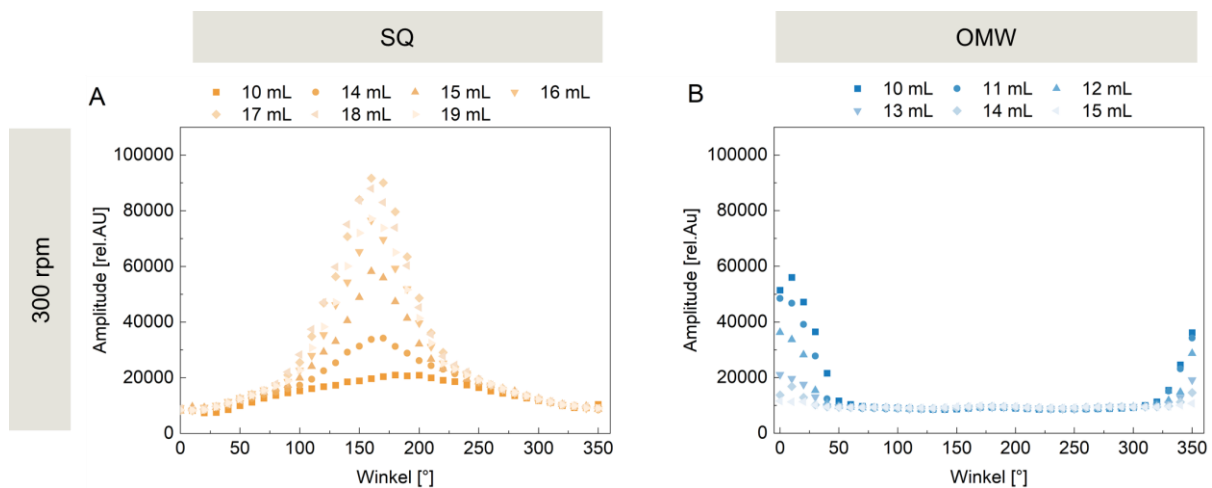 SQ
OMW
300 rpm
A
10 mL 14 mL 15 mL 16 mL
17 mL 18 mL 19 mL
Amplitude [rel.AU]
100000
80000
60000
40000
20000
0
0 50 100 150 200 250 300 350
Winkel [°]
B
10 mL 11 mL 12 mL
13 mL 14 mL 15 mL
Amplitude [rel.Au]
100000
80000
60000
40000
20000
0
0 50 100 150 200 250 300 350
Winkel [°]